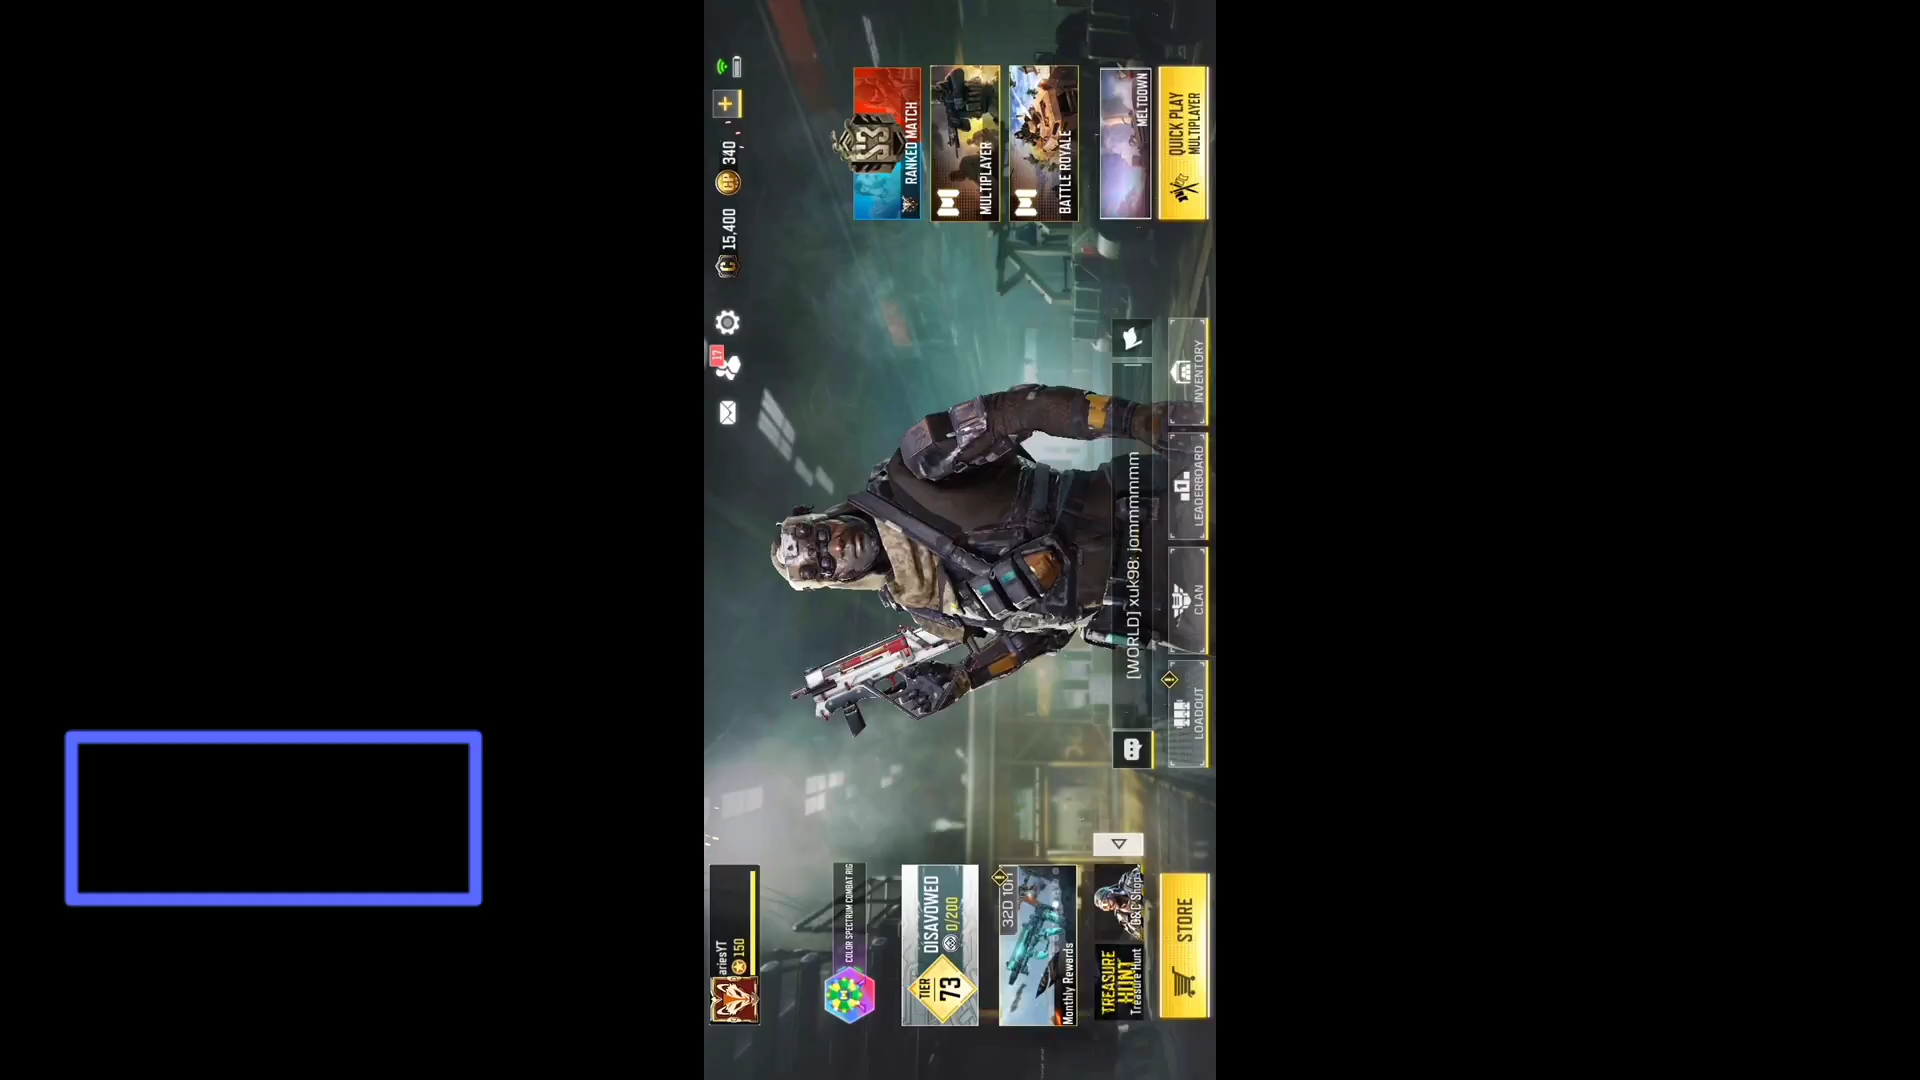 ariesYT
150
15,400
340
17
COLOR SPECTRUM COMBAT RIG
DISAVOWED
0/200
TIER
73
32D 10H
Monthly Rewards
TREASURE
HUNT
Treasure Hunt
STORE
[WORLD] xuk98: jommmmmm
LOADOUT
CLAN
LEADERBOARD
INVENTORY
RANKED MATCH
MULTIPLAYER
BATTLE ROYALE
MELTDOWN
QUICK PLAY
MULTIPLAYER